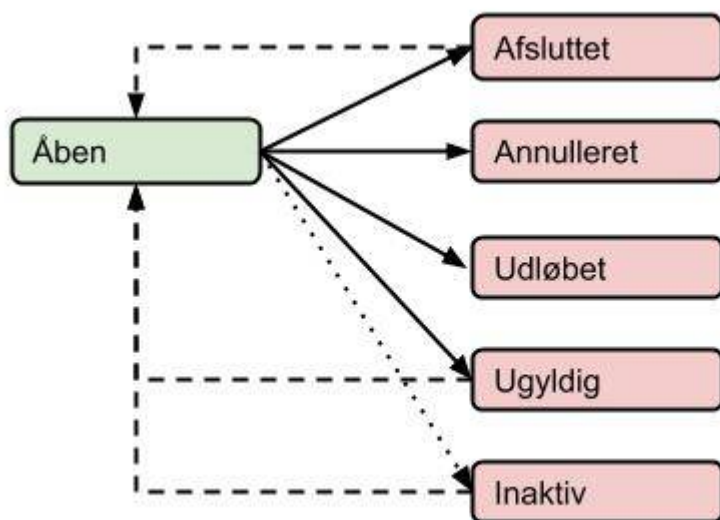 Afsluttet
Åben
Annulleret
Udløbet
Ugyldig
Inaktiv